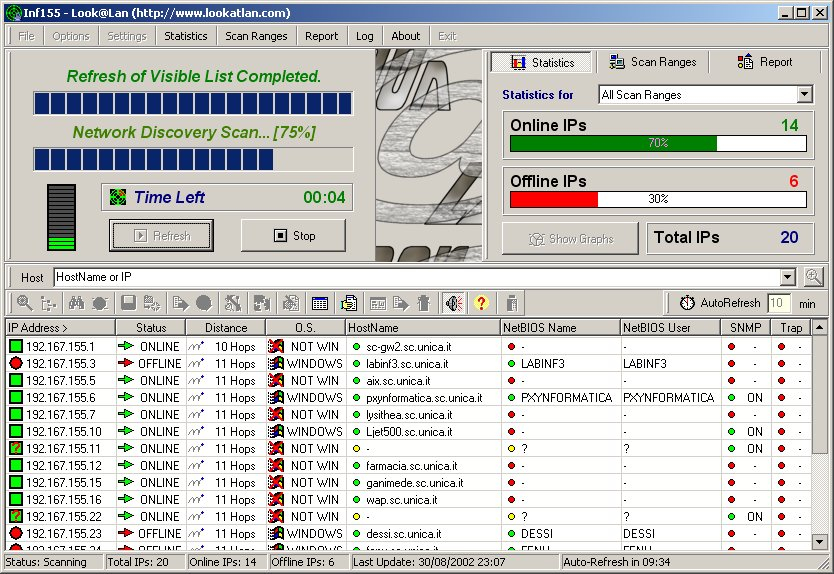 Inf155 - Look@Lan (http://www.lookatlan.com)
File Options Settings Statistics Scan Ranges Report Log About Exit
Refresh of Visible List Completed.
Network Discovery Scan... [75%]
Time Left 00:04
Refresh Stop
Statistics Scan Ranges Report
Statistics for All Scan Ranges
Online IPs 14
70%
Offline IPs 6
30%
Show Graphs Total IPs 20
Host HostName or IP
AutoRefresh 10 min
IP Address > Status Distance O.S. HostName NetBIOS Name NetBIOS User SNMP Trap
192.167.155.1 ONLINE 10 Hops NOT WIN sc-gw2.sc.unica.it - - - -
192.167.155.3 OFFLINE 11 Hops WINDOWS labinf3.sc.unica.it LABINF3 LABINF3 - -
192.167.155.5 ONLINE 11 Hops NOT WIN aix.sc.unica.it - - - -
192.167.155.6 ONLINE 11 Hops WINDOWS pxynformatica.sc.unica.it PXYNFORMATICA PXYNFORMATICA ON -
192.167.155.7 ONLINE 11 Hops NOT WIN lysithea.sc.unica.it - - - -
192.167.155.10 ONLINE 11 Hops WINDOWS Ljet500.sc.unica.it - - ON -
192.167.155.11 ONLINE 11 Hops NOT WIN - ? ? ON -
192.167.155.12 ONLINE 11 Hops NOT WIN farmacia.sc.unica.it - - - -
192.167.155.15 ONLINE 11 Hops NOT WIN ganimede.sc.unica.it - - - -
192.167.155.16 ONLINE 11 Hops NOT WIN wap.sc.unica.it - - - -
192.167.155.22 ONLINE 11 Hops NOT WIN - ? ? ON -
192.167.155.23 OFFLINE 11 Hops WINDOWS dessi.sc.unica.it DESSI DESSI - -
192.167.155.24 OFFLINE 11 Hops WINDOWS
Status: Scanning Total IPs: 20 Online IPs: 14 Offline IPs: 6 Last Update: 30/08/2002 23:07 Auto-Refresh in 09:34